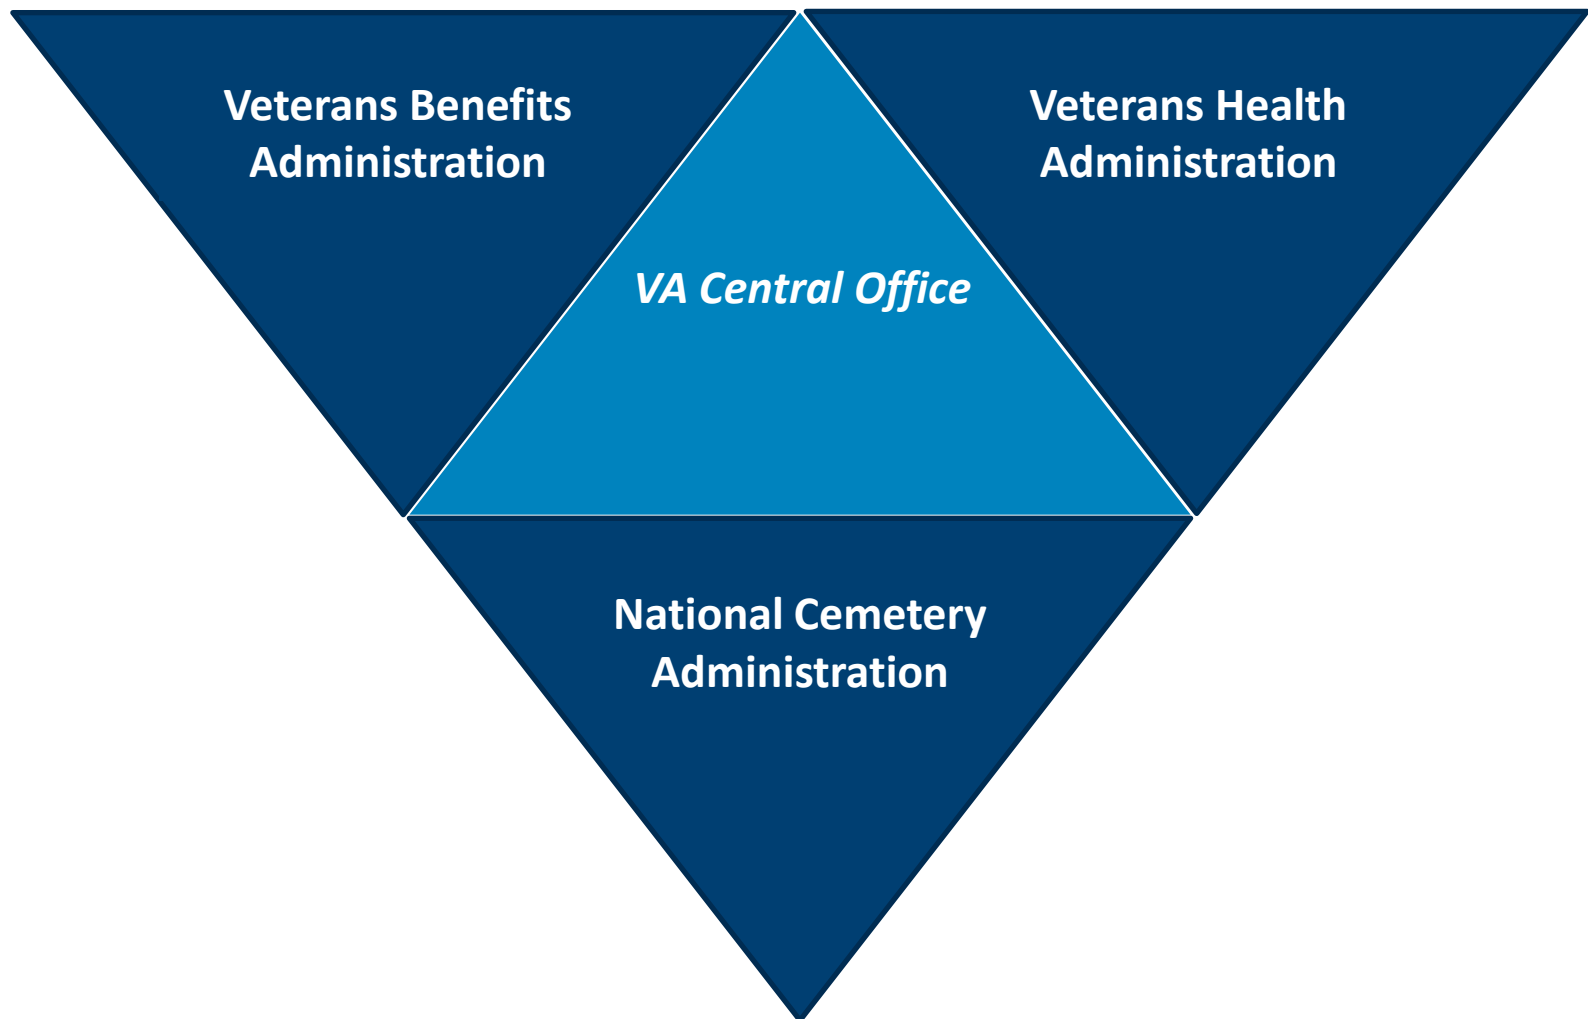 Veterans Benefits
Administration
Veterans Health
Administration
VA Central Office
National Cemetery
Administration